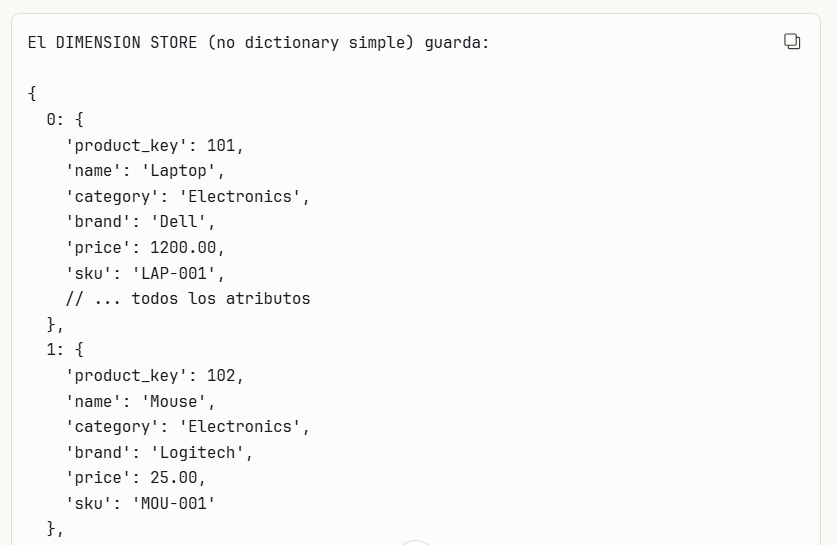 El DIMENSION STORE (no dictionary simple) guarda:
{
0: {
'product_key': 101,
'name': 'Laptop',
'category': 'Electronics',
'brand': 'Dell',
'price': 1200.00,
'sku': 'LAP-001',
// ... todos los atributos
},
1: {
'product_key': 102,
'name': 'Mouse',
'category': 'Electronics',
'brand': 'Logitech',
'price': 25.00,
'sku': 'MOU-001'
},